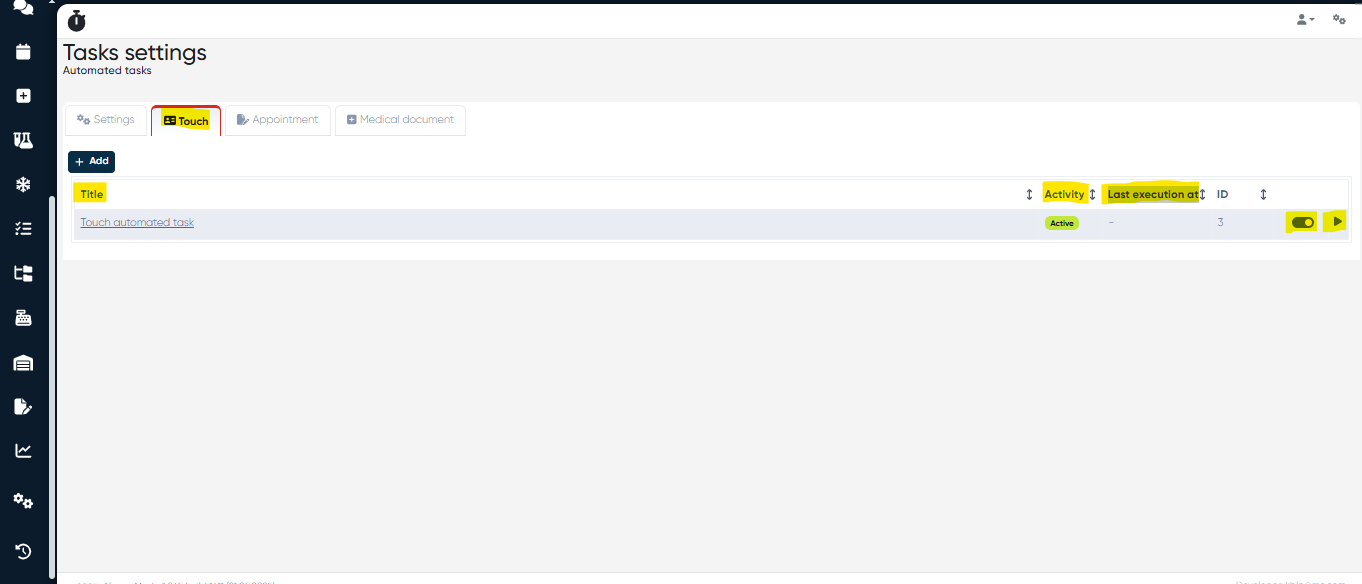 Tasks settings
Automated tasks
Settings Touch Appointment Medical document
+ Add
Title Activity Last execution at ID
Touch automated task Active - 3